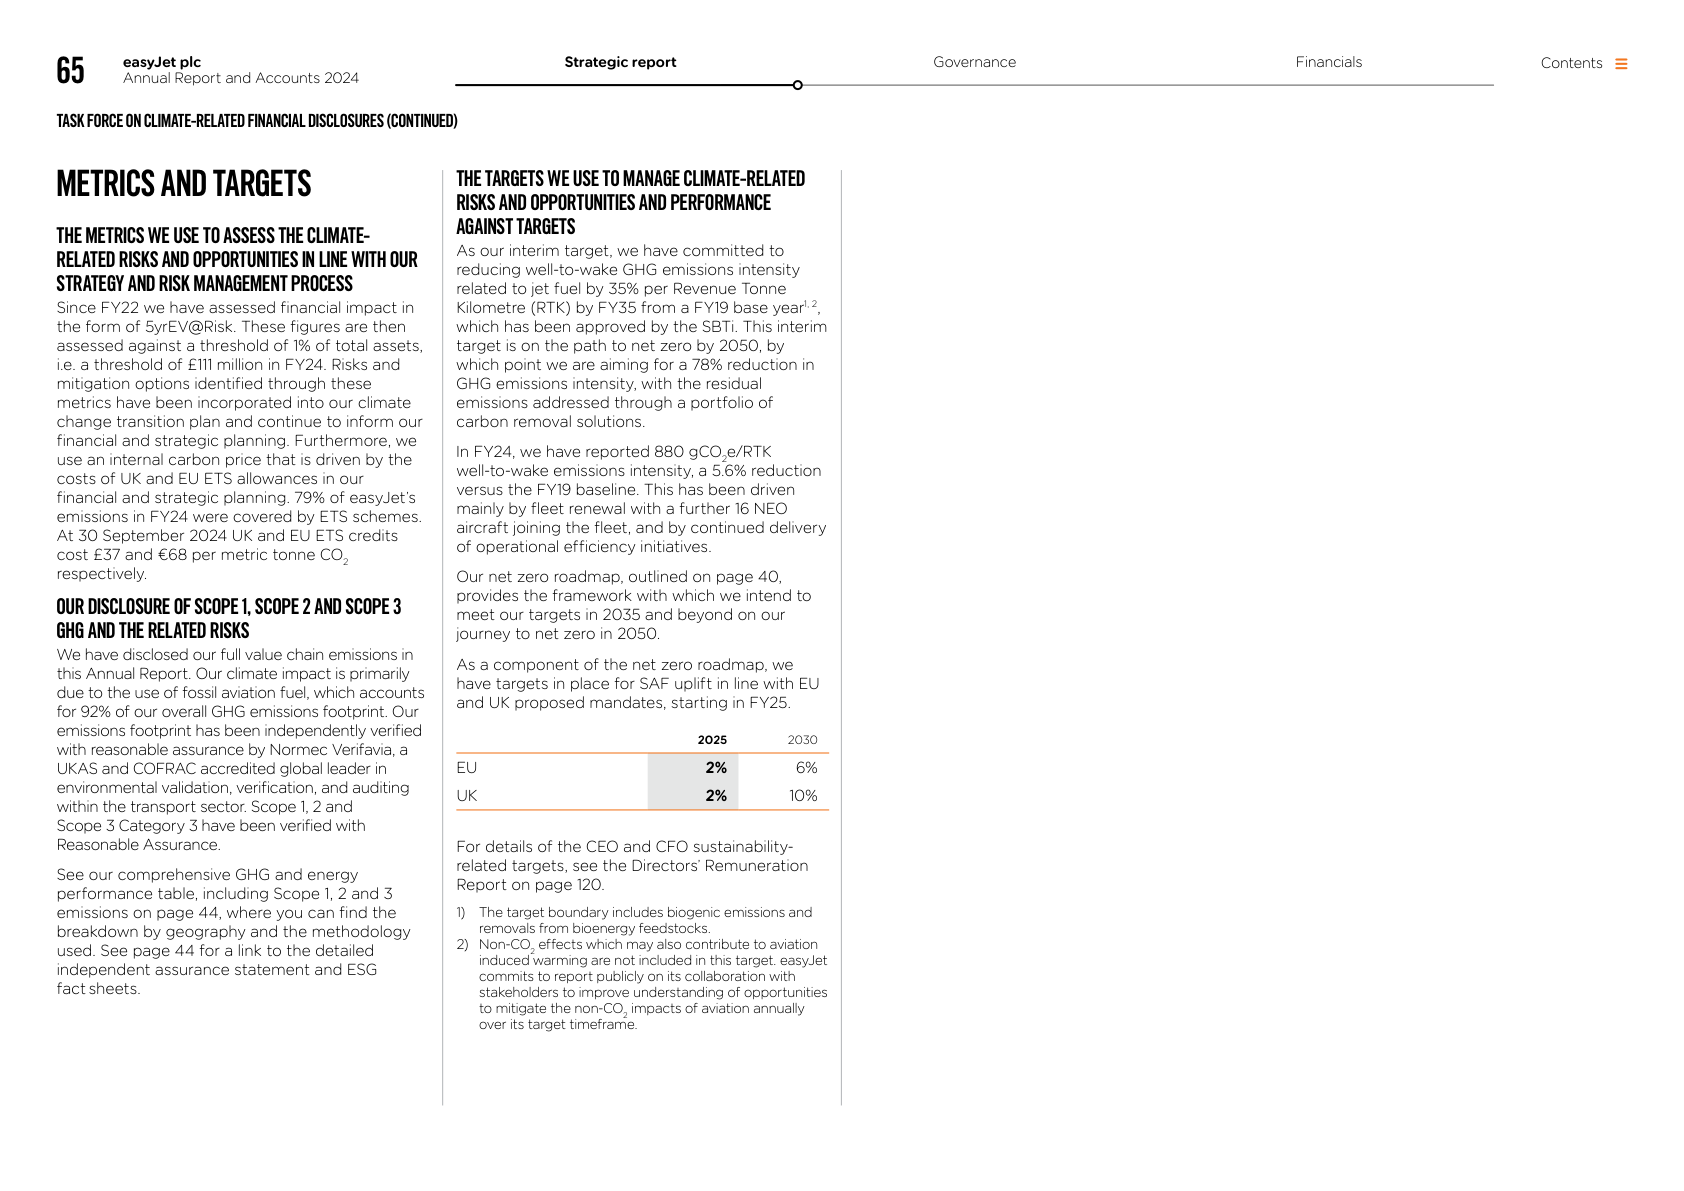 65
easyJet plc
Annual Report and Accounts 2024
Strategic report
Governance
Financials
Contents
TASK FORCE ON CLIMATE-RELATED FINANCIAL DISCLOSURES (CONTINUED)
METRICS AND TARGETS
THE METRICS WE USE TO ASSESS THE CLIMATE-
RELATED RISKS AND OPPORTUNITIES IN LINE WITH OUR
STRATEGY AND RISK MANAGEMENT PROCESS
Since FY22 we have assessed financial impact in
the form of 5yrEV@Risk. These figures are then
assessed against a threshold of 1% of total assets,
i.e. a threshold of £111 million in FY24. Risks and
mitigation options identified through these
metrics have been incorporated into our climate
change transition plan and continue to inform our
financial and strategic planning. Furthermore, we
use an internal carbon price that is driven by the
costs of UK and EU ETS allowances in our
financial and strategic planning. 79% of easyJet's
emissions in FY24 were covered by ETS schemes.
At 30 September 2024 UK and EU ETS credits
cost £37 and €68 per metric tonne CO₂
respectively.
OUR DISCLOSURE OF SCOPE 1, SCOPE 2 AND SCOPE 3
GHG AND THE RELATED RISKS
We have disclosed our full value chain emissions in
this Annual Report. Our climate impact is primarily
due to the use of fossil aviation fuel, which accounts
for 92% of our overall GHG emissions footprint. Our
emissions footprint has been independently verified
with reasonable assurance by Normec Verifavia, a
UKAS and COFRAC accredited global leader in
environmental validation, verification, and auditing
within the transport sector. Scope 1, 2 and
Scope 3 Category 3 have been verified with
Reasonable Assurance.
See our comprehensive GHG and energy
performance table, including Scope 1, 2 and 3
emissions on page 44, where you can find the
breakdown by geography and the methodology
used. See page 44 for a link to the detailed
independent assurance statement and ESG
fact sheets.
THE TARGETS WE USE TO MANAGE CLIMATE-RELATED
RISKS AND OPPORTUNITIES AND PERFORMANCE
AGAINST TARGETS
As our interim target, we have committed to
reducing well-to-wake GHG emissions intensity
related to jet fuel by 35% per Revenue Tonne
Kilometre (RTK) by FY35 from a FY19 base year¹˒ ²,
which has been approved by the SBTi. This interim
target is on the path to net zero by 2050, by
which point we are aiming for a 78% reduction in
GHG emissions intensity, with the residual
emissions addressed through a portfolio of
carbon removal solutions.
In FY24, we have reported 880 gCO₂e/RTK
well-to-wake emissions intensity, a 5.6% reduction
versus the FY19 baseline. This has been driven
mainly by fleet renewal with a further 16 NEO
aircraft joining the fleet, and by continued delivery
of operational efficiency initiatives.
Our net zero roadmap, outlined on page 40,
provides the framework with which we intend to
meet our targets in 2035 and beyond on our
journey to net zero in 2050.
As a component of the net zero roadmap, we
have targets in place for SAF uplift in line with EU
and UK proposed mandates, starting in FY25.
2025 2030
EU 2% 6%
UK 2% 10%
For details of the CEO and CFO sustainability-
related targets, see the Directors' Remuneration
Report on page 120.
1) The target boundary includes biogenic emissions and
removals from bioenergy feedstocks.
2) Non-CO₂ effects which may also contribute to aviation
induced warming are not included in this target. easyJet
commits to report publicly on its collaboration with
stakeholders to improve understanding of opportunities
to mitigate the non-CO₂ impacts of aviation annually
over its target timeframe.